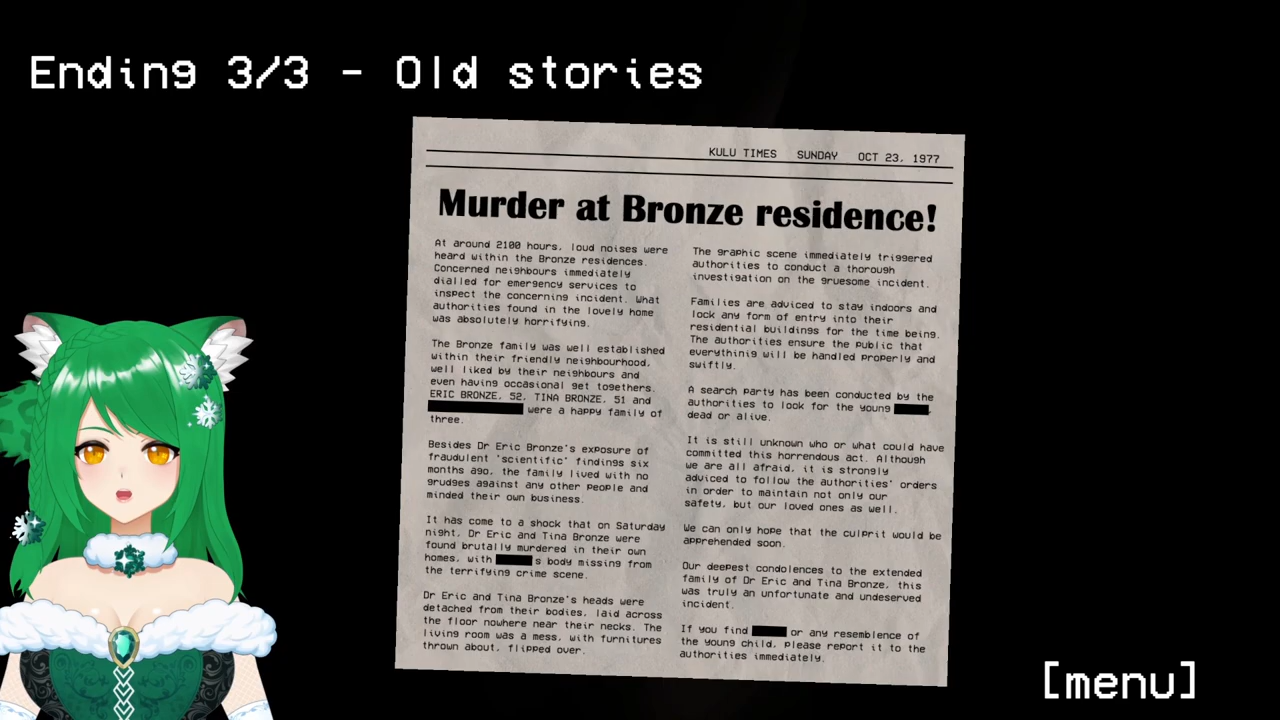 Ending 3/3 - Old stories
KULU TIMES SUNDAY OCT 23, 1977
Murder at Bronze residence!
At around 2100 hours, loud noises were
heard within the Bronze residences.
Concerned neighbours immediately
dialled for emergency services to
inspect the concerning incident. What
authorities found in the lovely home
was absolutely horrifying.
The Bronze family was well established
within their friendly neighbourhood,
well liked by their neighbours and
even having occasional get togethers.
ERIC BRONZE, 52, TINA BRONZE, 51 and
were a happy family of
three.
Besides Dr Eric Bronze's exposure of
fraudulent 'scientific' findings six
months ago, the family lived with no
grudges against any other people and
minded their own business.
It has come to a shock that on Saturday
night, Dr Eric and Tina Bronze were
found brutally murdered in their own
homes, with s body missing from
the terrifying crime scene.
Dr Eric and Tina Bronze's heads were
detached from their bodies, laid across
the floor nowhere near their necks. The
living room was a mess, with furnitures
thrown about, flipped over.
The graphic scene immediately triggered
authorities to conduct a thorough
investigation on the gruesome incident.
Families are adviced to stay indoors and
lock any form of entry into their
residential buildings for the time being.
The authorities ensure the public that
everythinig will be handled properly and
swiftly.
A search party has been conducted by the
authorities to look for the young ,
dead or alive.
It is still unknown who or what could have
committed this horrendous act. Although
we are all afraid, it is strongly
adviced to follow the authorities' orders
in order to maintain not only our
safety, but our loved ones as well.
We can only hope that the culprit would be
apprehended soon.
Our deepest condolences to the extended
family of Dr Eric and Tina Bronze, this
was truly an unfortunate and undeserved
incident.
If you find or any resemblence of
the young child, please report it to the
authorities immediately.
[menu]